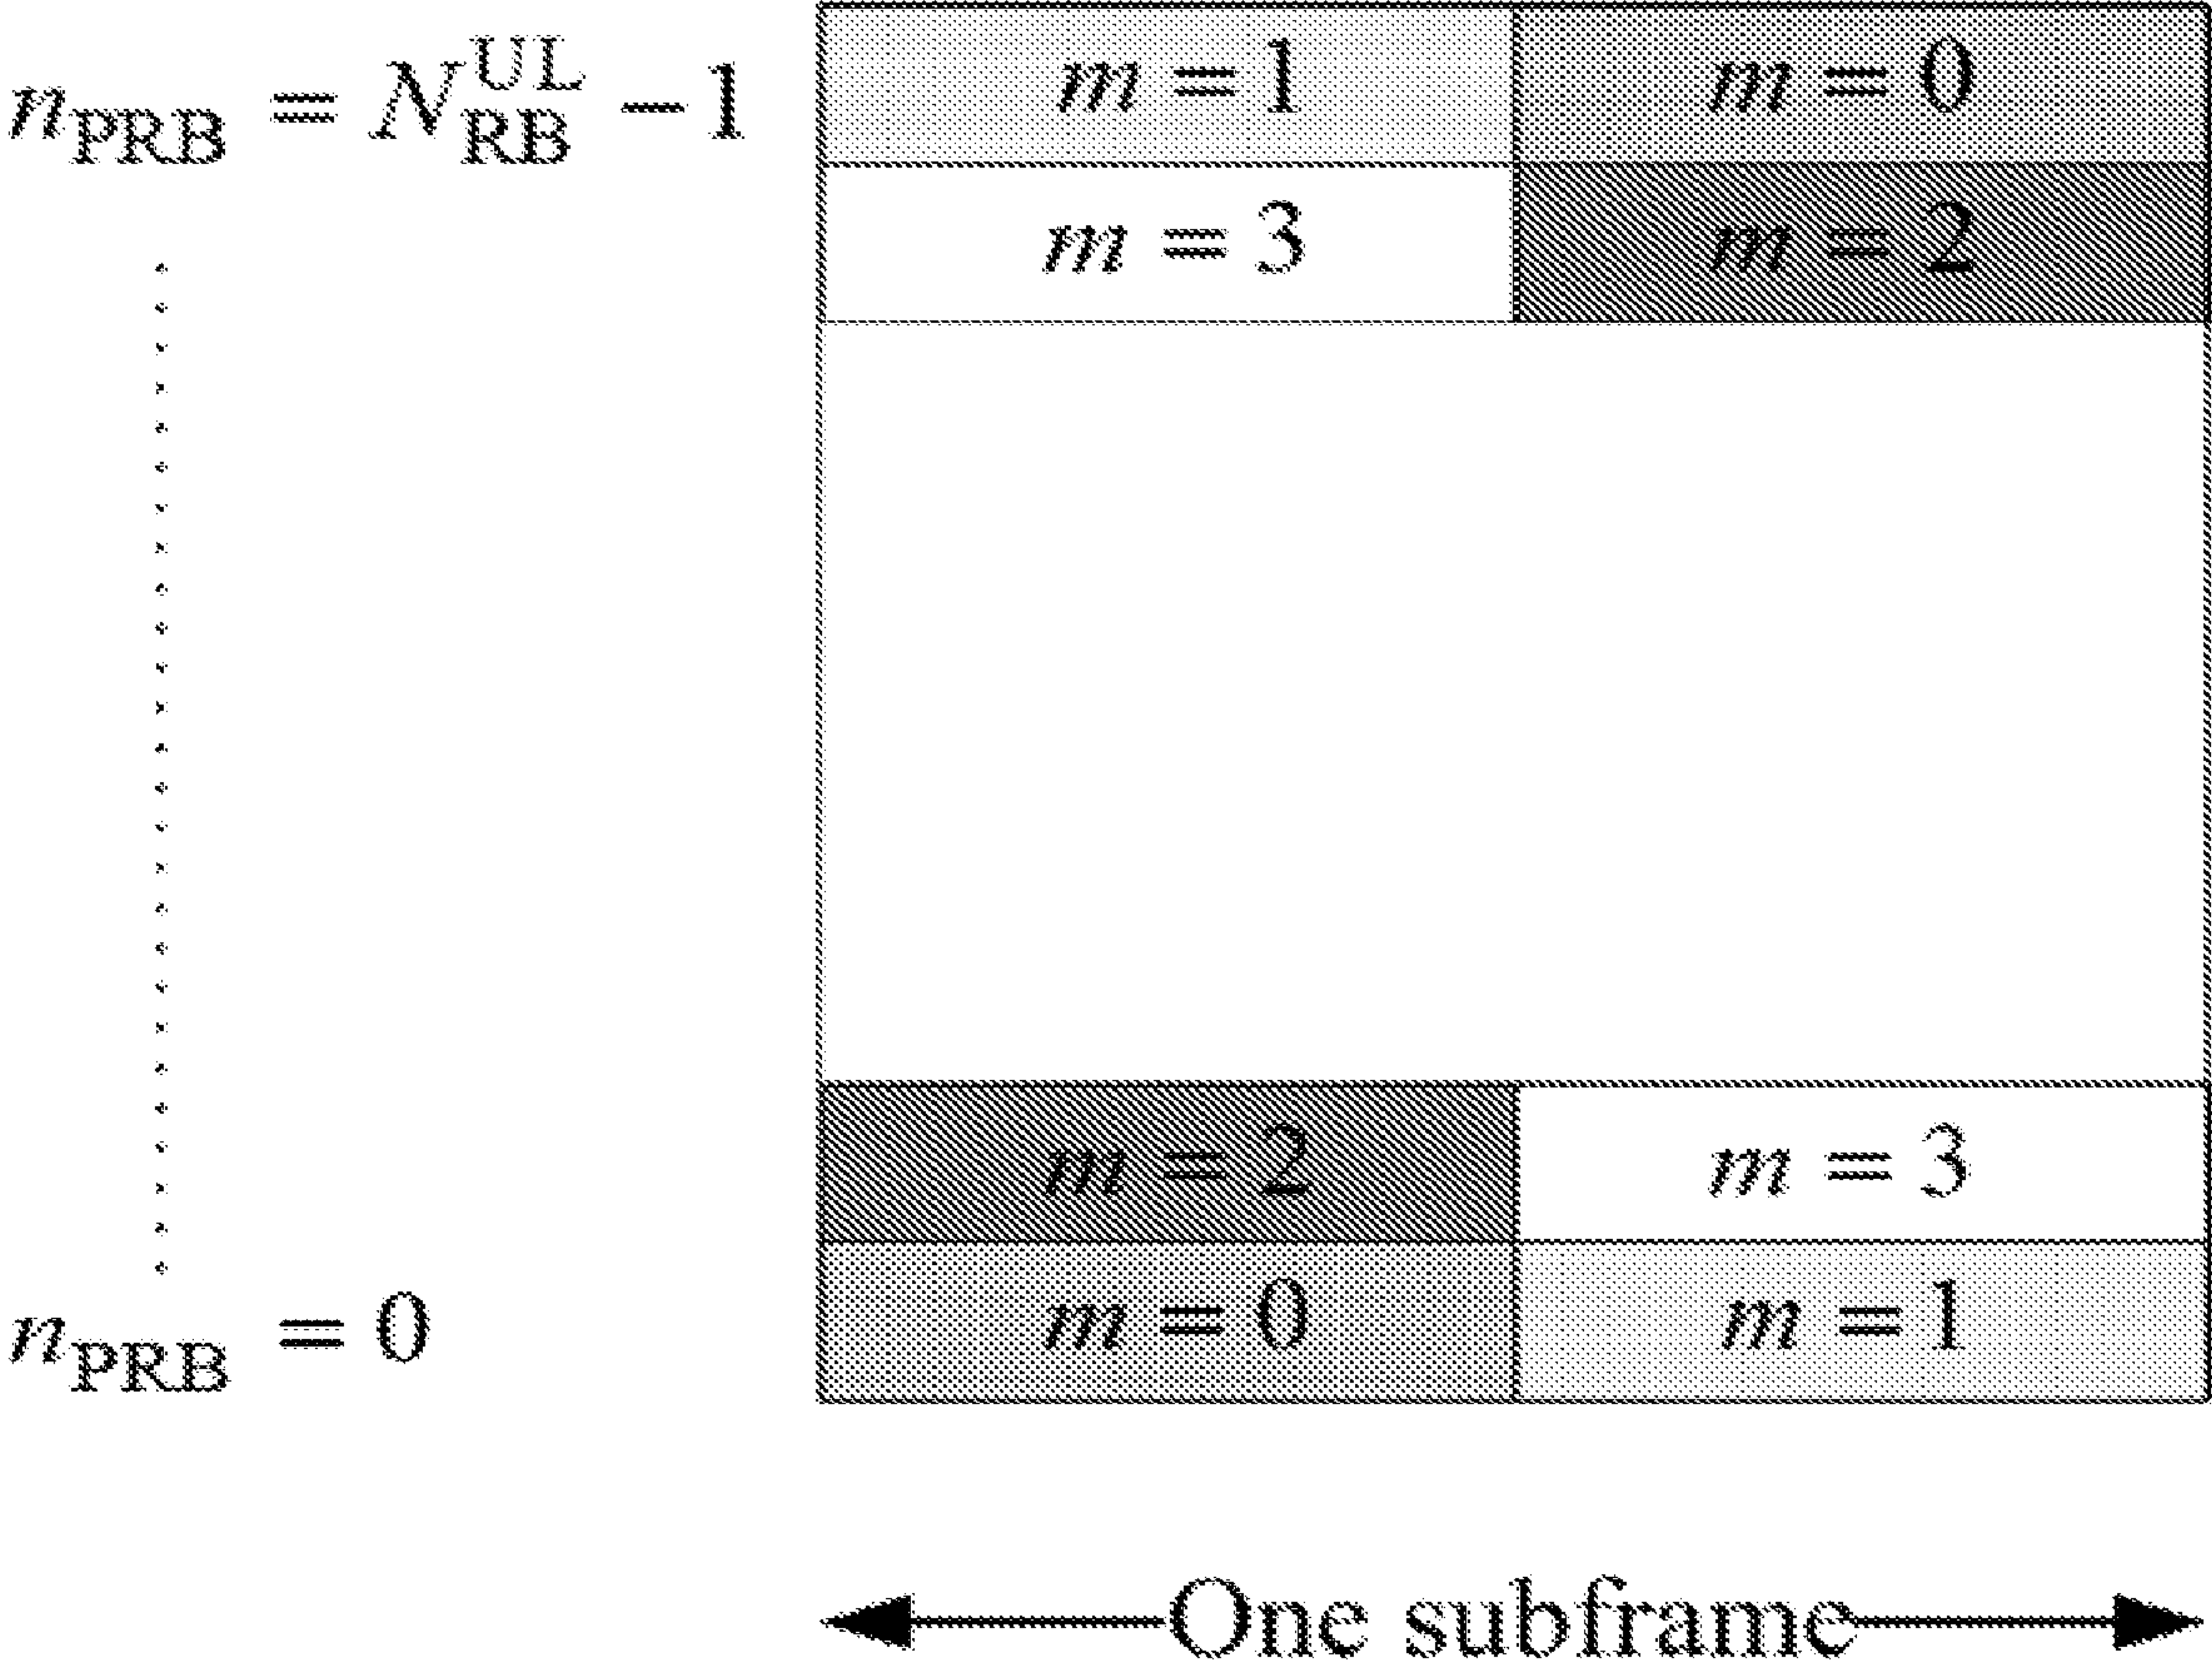 n_PRB = N_RB^UL − 1
m = 1 m = 0
m = 3 m = 2
m = 2 m = 3
m = 0 m = 1
n_PRB = 0
One subframe